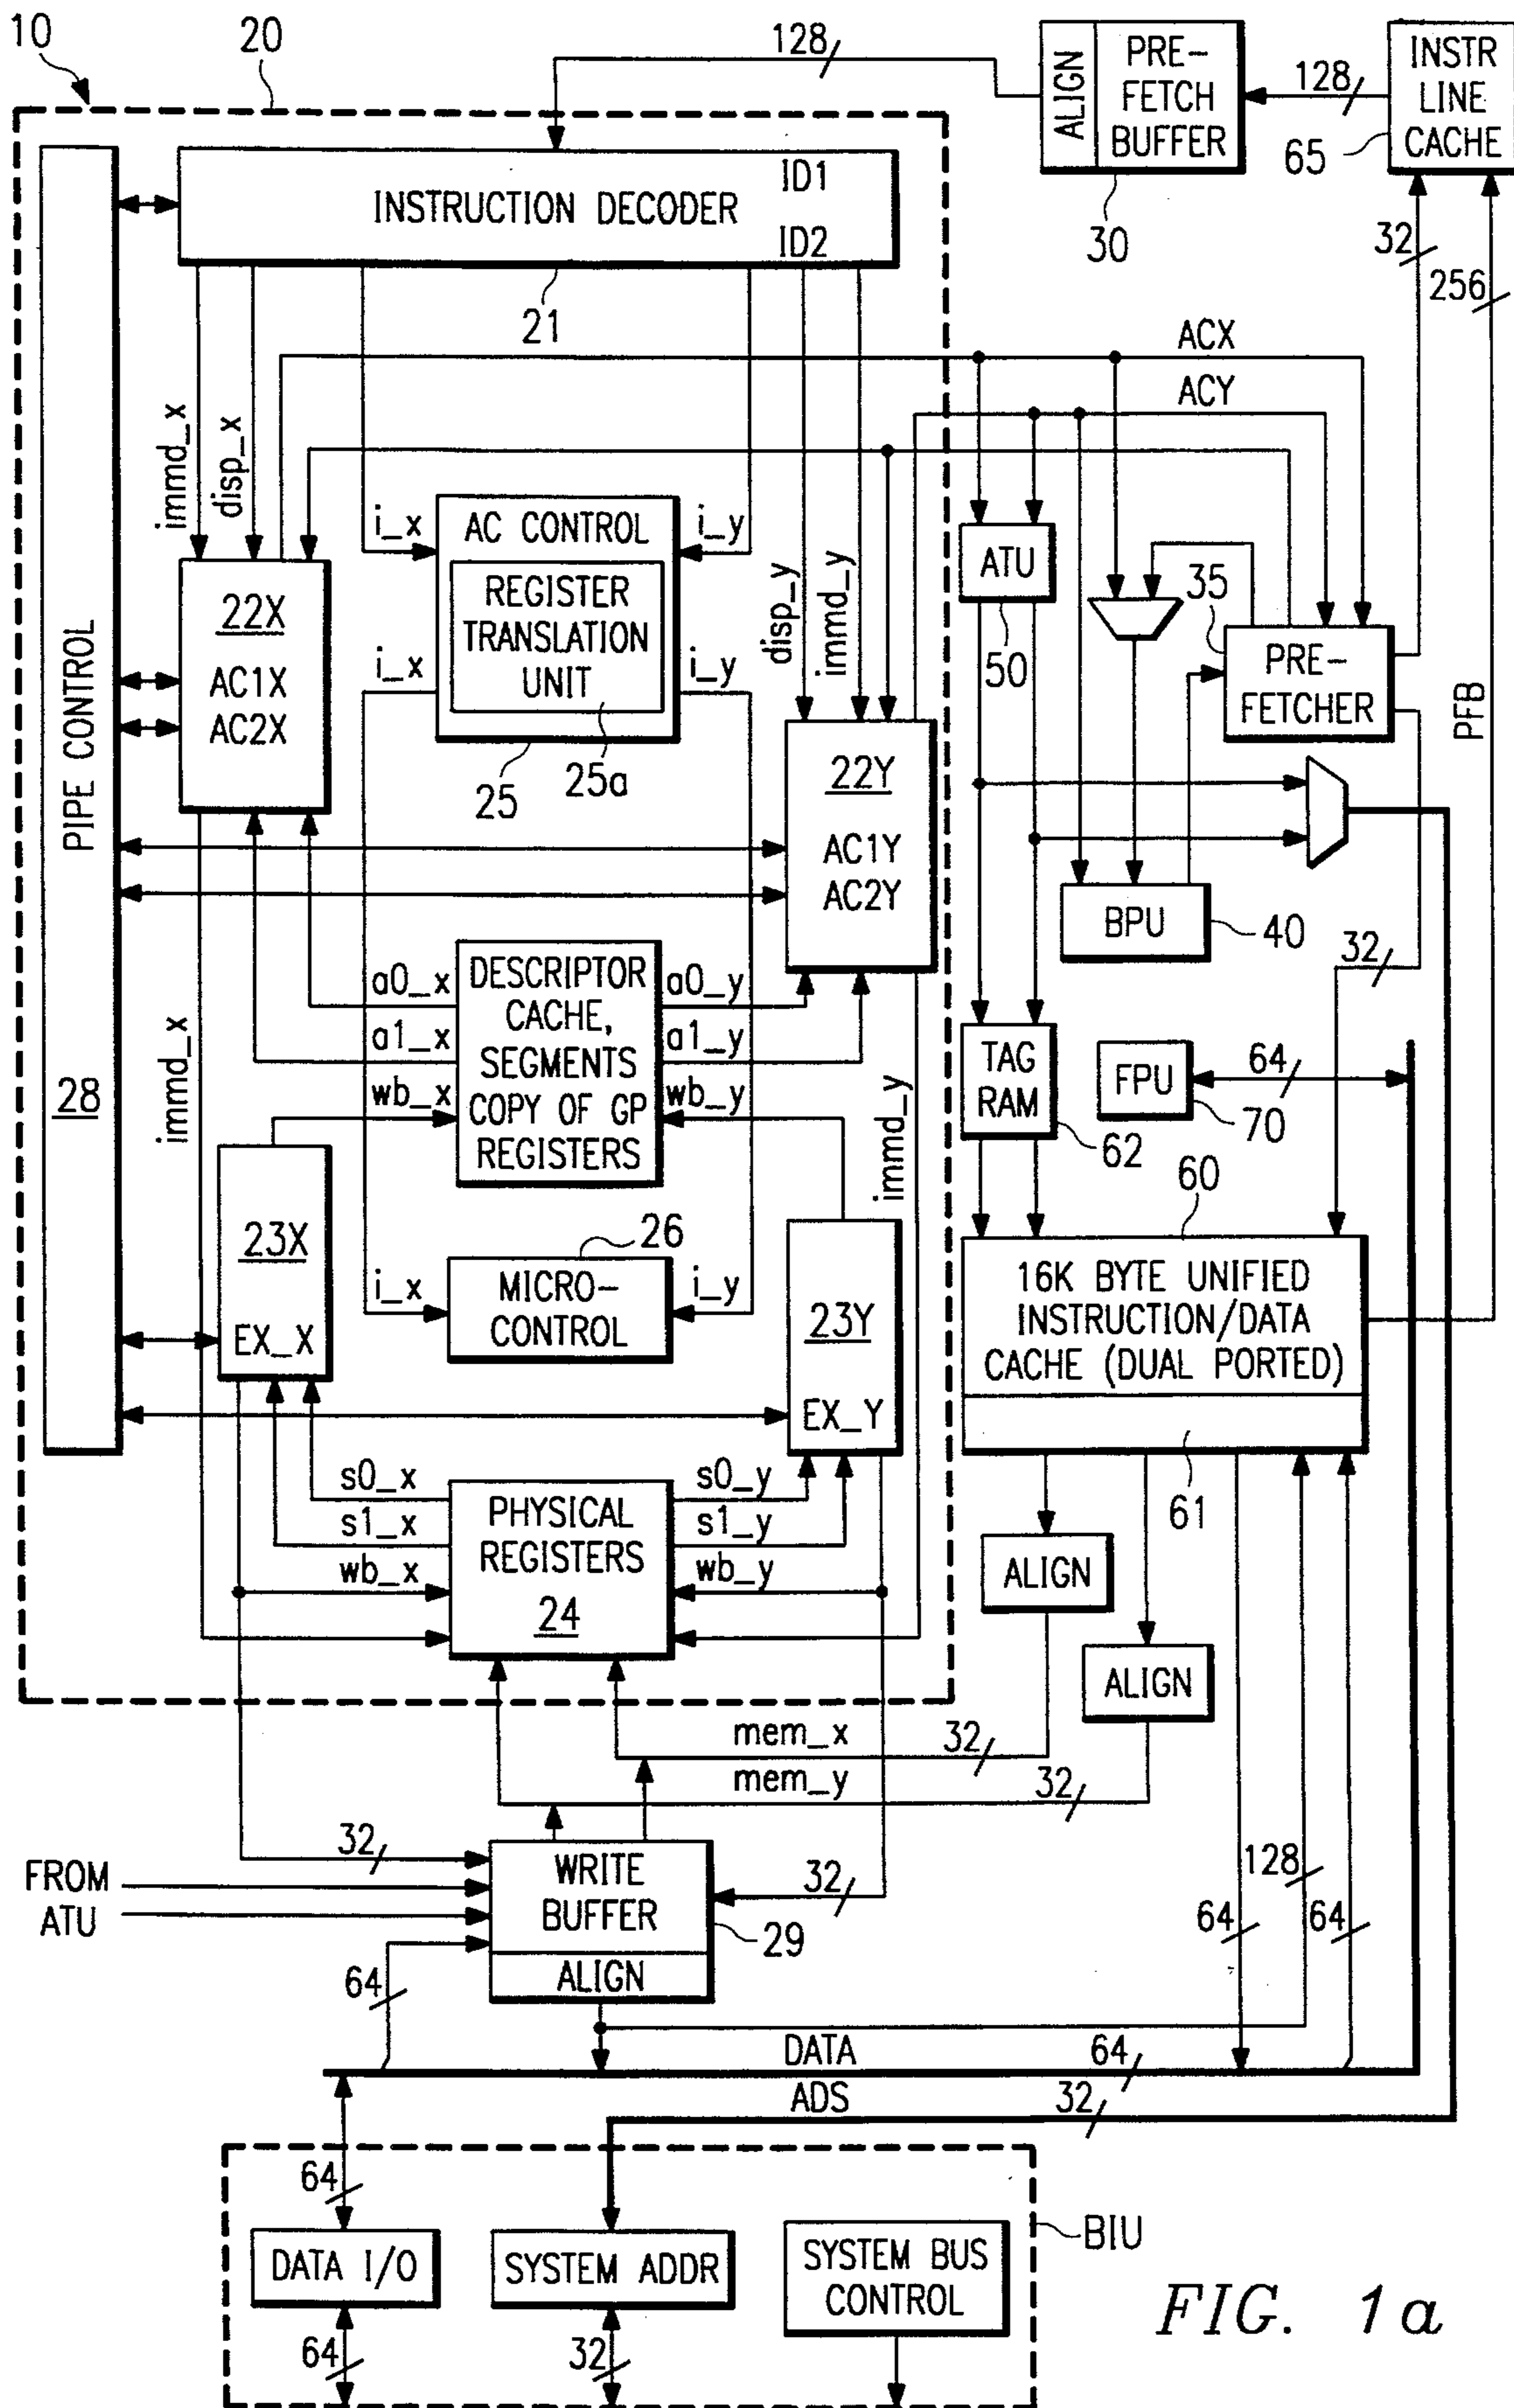 10
20
128
ALIGN
PRE-
FETCH
BUFFER
30
128
INSTR
LINE
CACHE
65
32
256
PFB
ID1
INSTRUCTION DECODER
ID2
21
PIPE CONTROL
28
immd_x
disp_x
i_x
AC CONTROL
i_y
REGISTER
TRANSLATION
UNIT
i_x
i_y
25
25a
disp_y
immd_y
ACX
ACY
22X
AC1X
AC2X
22Y
AC1Y
AC2Y
ATU
50
35
PRE-
FETCHER
BPU
40
32
immd_x
a0_x
a1_x
wb_x
DESCRIPTOR
CACHE,
SEGMENTS
COPY OF GP
REGISTERS
a0_y
a1_y
wb_y
immd_y
TAG
RAM
62
FPU
70
64
23X
EX_X
26
i_x
MICRO-
CONTROL
i_y
23Y
EX_Y
60
16K BYTE UNIFIED
INSTRUCTION/DATA
CACHE (DUAL PORTED)
61
s0_x
s1_x
wb_x
PHYSICAL
REGISTERS
24
s0_y
s1_y
wb_y
ALIGN
ALIGN
mem_x
32
mem_y
32
FROM
ATU
32
WRITE
BUFFER
ALIGN
29
32
64
64
128
64
DATA
64
ADS
32
64
DATA I/O
64
SYSTEM ADDR
32
SYSTEM BUS
CONTROL
BIU
FIG. 1a